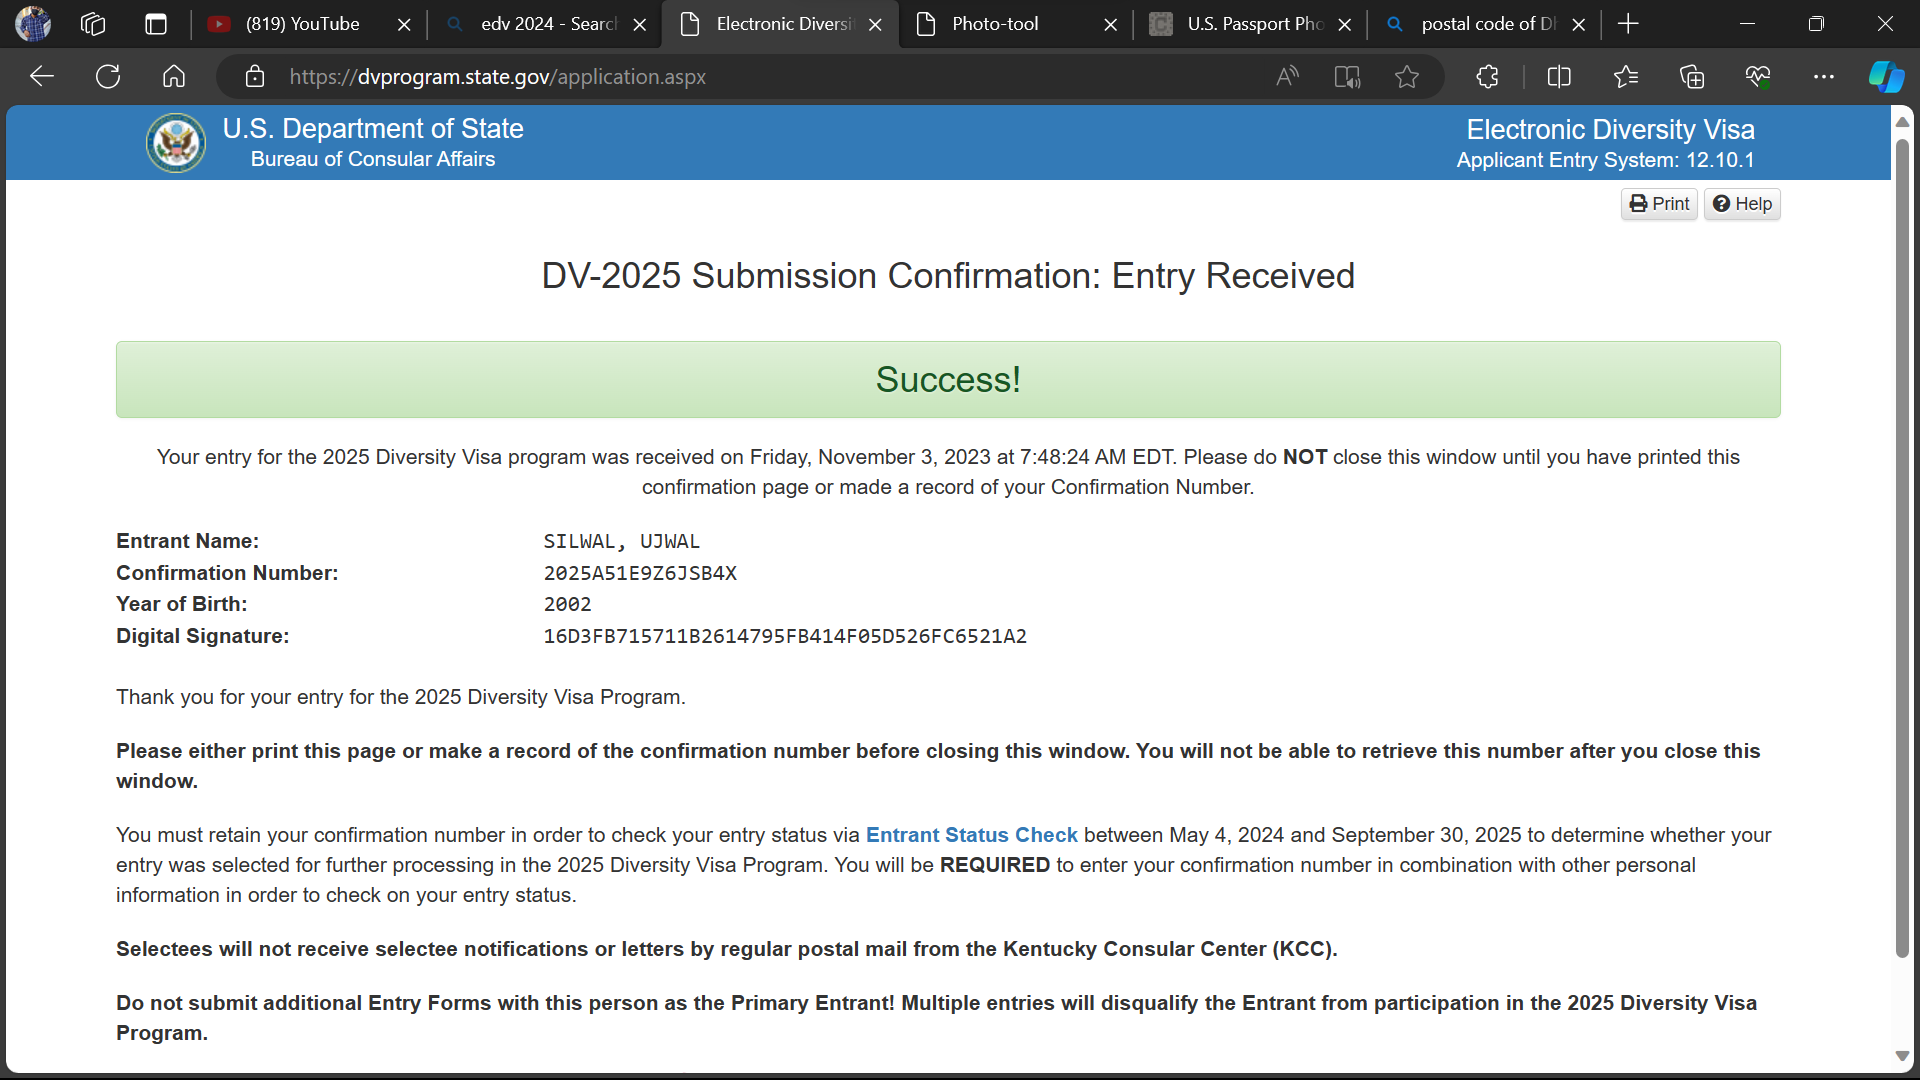 (819) YouTube
edv 2024 - Search
Electronic Diversi
Photo-tool
U.S. Passport Pho
postal code of Dh
https://dvprogram.state.gov/application.aspx
U.S. Department of State
Bureau of Consular Affairs
Electronic Diversity Visa
Applicant Entry System: 12.10.1
Print
Help
DV-2025 Submission Confirmation: Entry Received
Success!
Your entry for the 2025 Diversity Visa program was received on Friday, November 3, 2023 at 7:48:24 AM EDT. Please do NOT close this window until you have printed this
confirmation page or made a record of your Confirmation Number.
Entrant Name: SILWAL, UJWAL
Confirmation Number: 2025A51E9Z6JSB4X
Year of Birth: 2002
Digital Signature: 16D3FB715711B2614795FB414F05D526FC6521A2
Thank you for your entry for the 2025 Diversity Visa Program.
Please either print this page or make a record of the confirmation number before closing this window. You will not be able to retrieve this number after you close this
window.
You must retain your confirmation number in order to check your entry status via Entrant Status Check between May 4, 2024 and September 30, 2025 to determine whether your
entry was selected for further processing in the 2025 Diversity Visa Program. You will be REQUIRED to enter your confirmation number in combination with other personal
information in order to check on your entry status.
Selectees will not receive selectee notifications or letters by regular postal mail from the Kentucky Consular Center (KCC).
Do not submit additional Entry Forms with this person as the Primary Entrant! Multiple entries will disqualify the Entrant from participation in the 2025 Diversity Visa
Program.